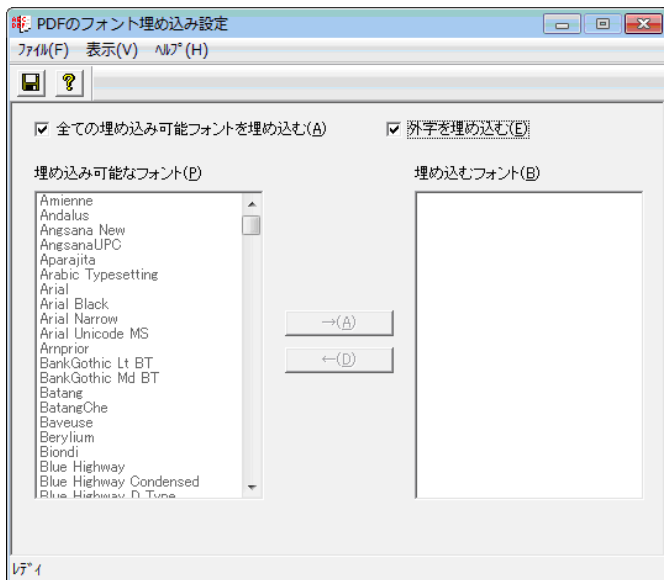 PDFのフォント埋め込み設定
ﾌｧｲﾙ(F) 表示(V) ﾍﾙﾌﾟ(H)
全ての埋め込み可能フォントを埋め込む(A)
外字を埋め込む(E)
埋め込み可能なフォント(P)
埋め込むフォント(B)
Amienne
Andalus
Angsana New
AngsanaUPC
Aparajita
Arabic Typesetting
Arial
Arial Black
Arial Narrow
Arial Unicode MS
Arnprior
BankGothic Lt BT
BankGothic Md BT
Batang
BatangChe
Baveuse
Berylium
Biondi
Blue Highway
Blue Highway Condensed
Blue Highway D Type
→(A)
←(D)
ﾚﾃﾞｨ